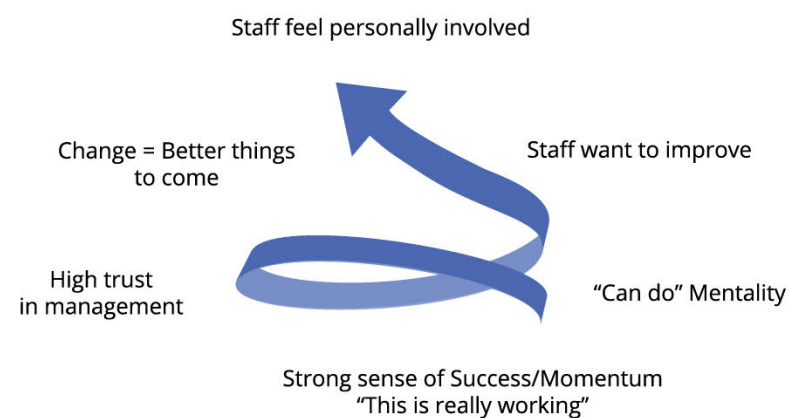 Staff feel personally involved
Change = Better things
to come
Staff want to improve
High trust
in management
“Can do” Mentality
Strong sense of Success/Momentum
“This is really working”